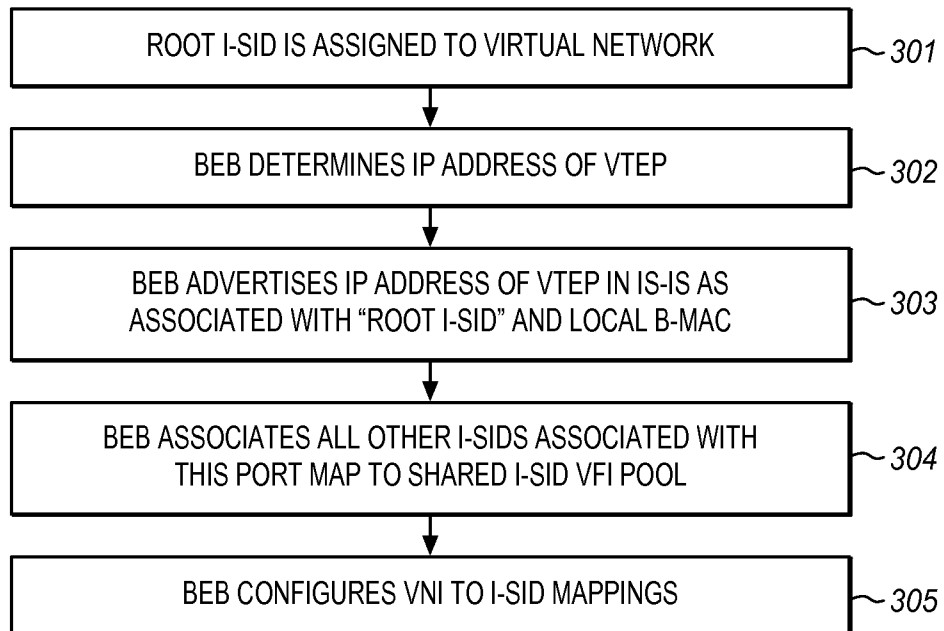 ROOT I-SID IS ASSIGNED TO VIRTUAL NETWORK
301
BEB DETERMINES IP ADDRESS OF VTEP
302
BEB ADVERTISES IP ADDRESS OF VTEP IN IS-IS AS
ASSOCIATED WITH “ROOT I-SID” AND LOCAL B-MAC
303
BEB ASSOCIATES ALL OTHER I-SIDS ASSOCIATED WITH
THIS PORT MAP TO SHARED I-SID VFI POOL
304
BEB CONFIGURES VNI TO I-SID MAPPINGS
305